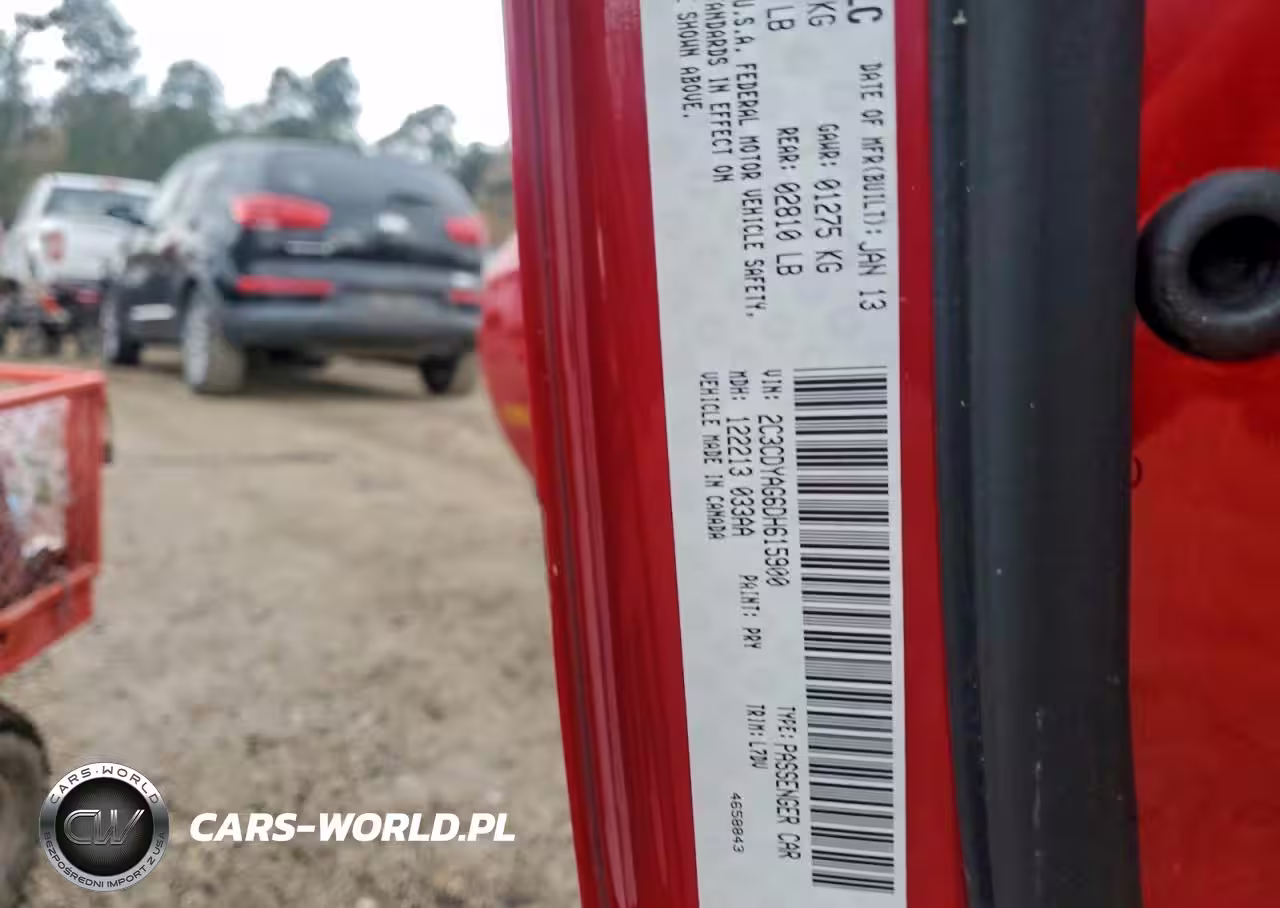 LC
DATE OF MFR(BUILT): JAN 13
KG
GAWR: 01275 KG
LB
REAR: 02810 LB
U.S.A. FEDERAL MOTOR VEHICLE SAFETY,
ANDARDS IN EFFECT ON
SHOWN ABOVE.
VIN: 2C3CDYAG6DH615900
TYPE: PASSENGER CAR
MDH: 122213 033AA
PAINT: PRY
TRIM: L7DV
VEHICLE MADE IN CANADA
4658843
CARS-WORLD
CW
BEZPOŚREDNI IMPORT Z USA
CARS-WORLD.PL